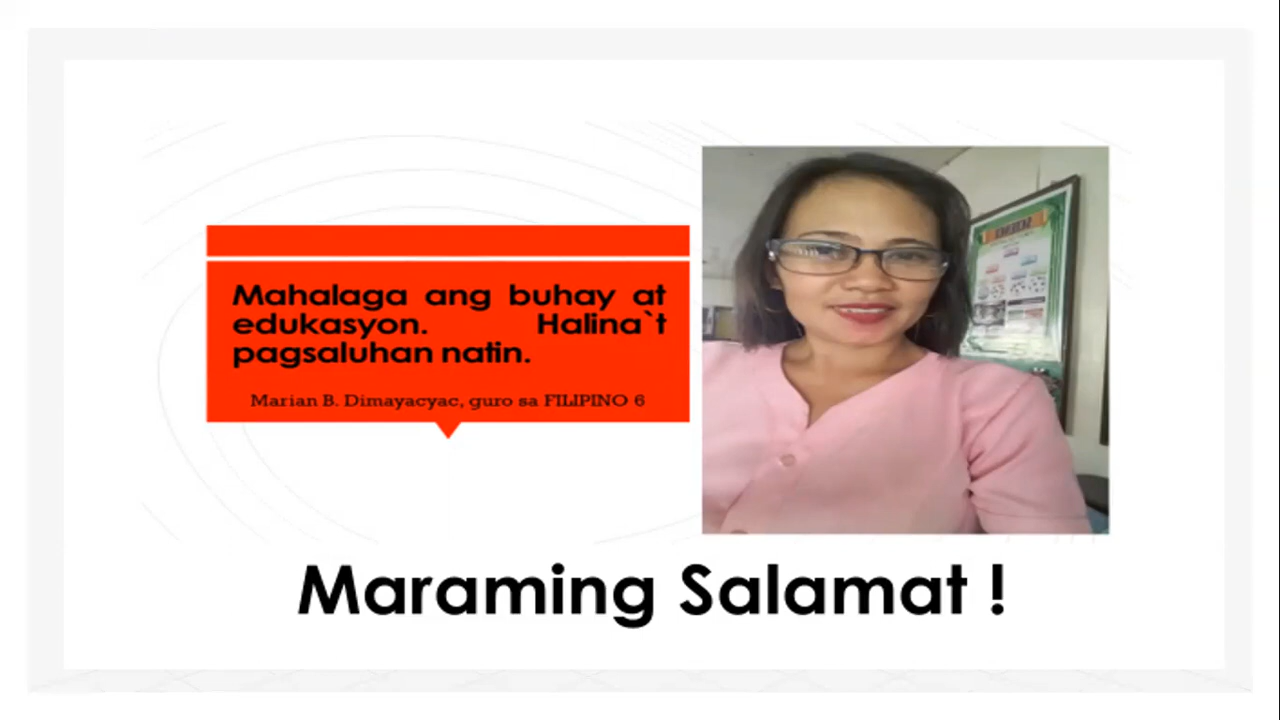 Mahalaga ang buhay at
edukasyon. Halina`t
pagsaluhan natin.
Marian B. Dimayacyac, guro sa FILIPINO 6
Maraming Salamat !